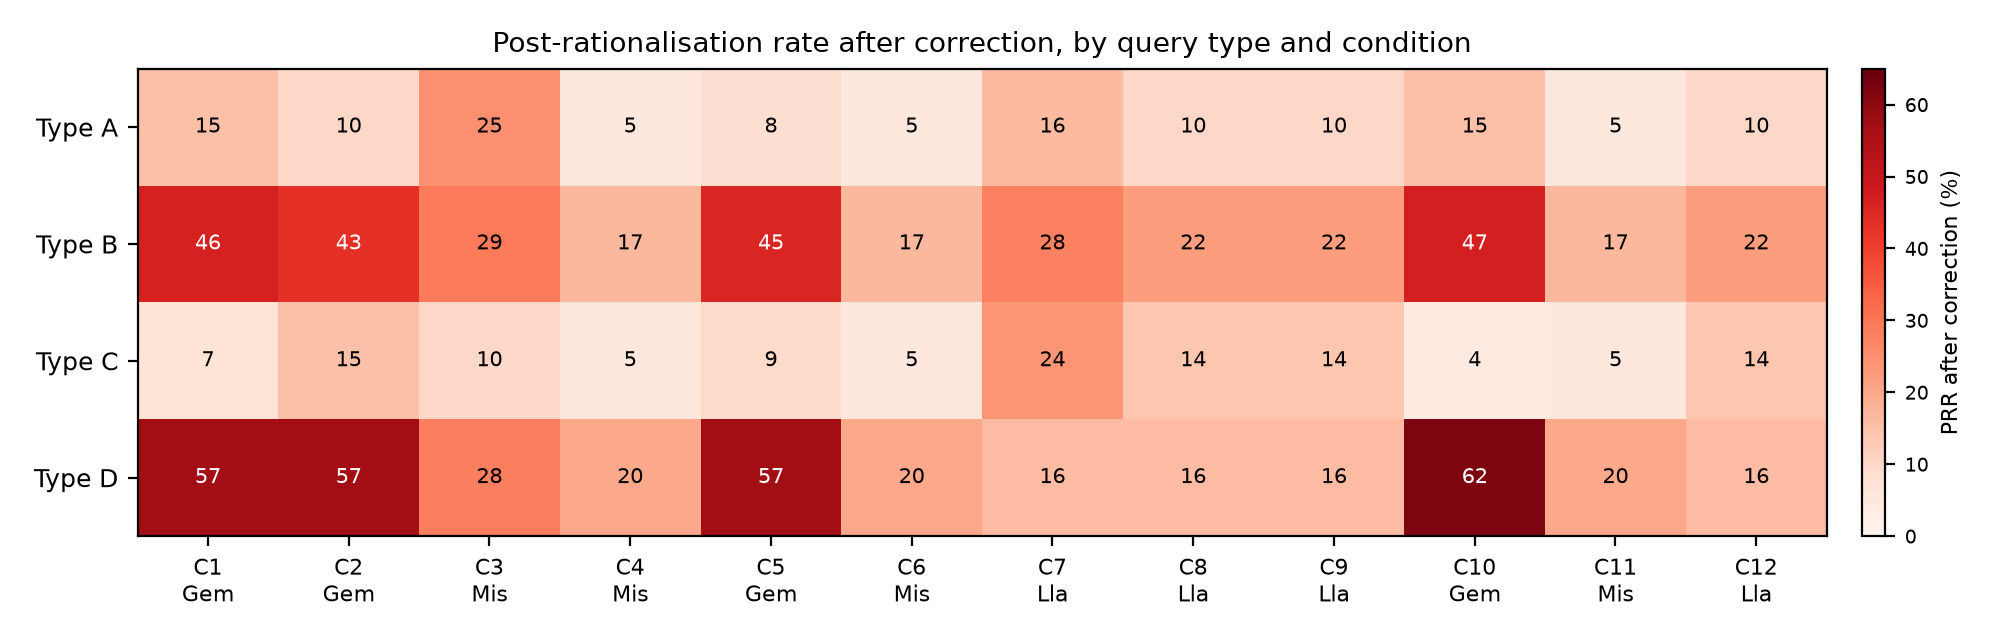 Post-rationalisation rate after correction, by query type and condition
Type A 15 10 25 5 8 5 16 10 10 15 5 10
Type B 46 43 29 17 45 17 28 22 22 47 17 22
Type C 7 15 10 5 9 5 24 14 14 4 5 14
Type D 57 57 28 20 57 20 16 16 16 62 20 16
C1 C2 C3 C4 C5 C6 C7 C8 C9 C10 C11 C12
Gem Gem Mis Mis Gem Mis Lla Lla Lla Gem Mis Lla
60
50
40
30
20
10
0
PRR after correction (%)